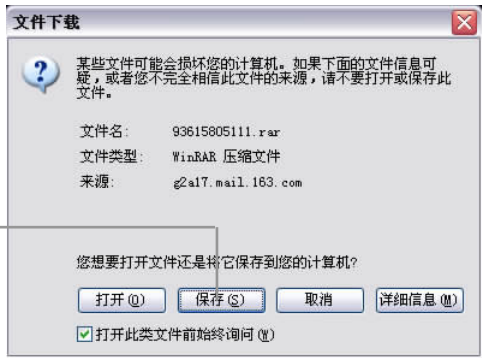 文件下载
某些文件可能会损坏您的计算机。如果下面的文件信息可
疑，或者您不完全相信此文件的来源，请不要打开或保存此
文件。
文件名: 93615805111.rar
文件类型: WinRAR 压缩文件
来源: g2a17.mail.163.com
您想要打开文件还是将它保存到您的计算机?
打开(O) 保存(S) 取消 详细信息(M)
打开此类文件前始终询问(W)